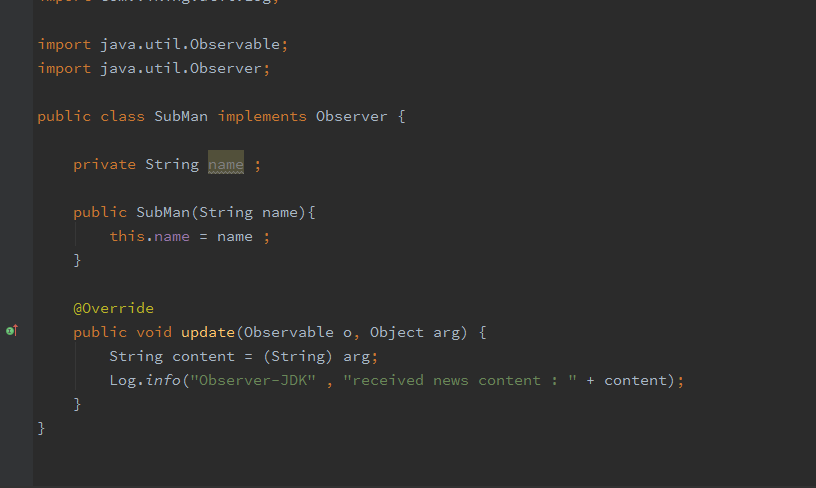 import java.util.Observable;
import java.util.Observer;
public class SubMan implements Observer {
private String name ;
public SubMan(String name){
this.name = name ;
}
@Override
public void update(Observable o, Object arg) {
String content = (String) arg;
Log.info("Observer-JDK" , "received news content : " + content);
}
}